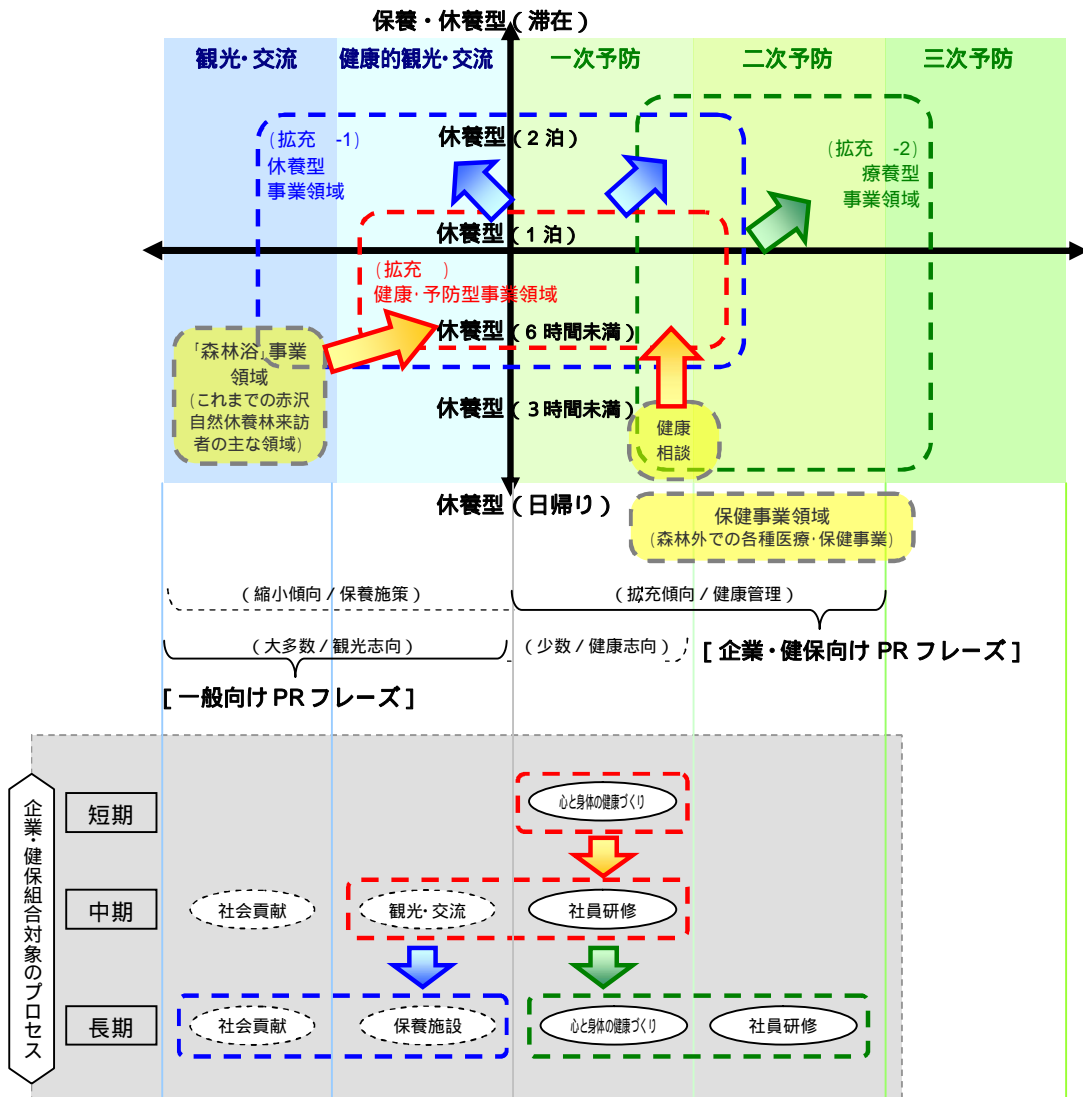 保養・休養型（滞在）
観光・交流
健康的観光・交流
一次予防
二次予防
三次予防
休養型（２泊）
（拡充　-1）
休養型
事業領域
（拡充　-2）
療養型
事業領域
休養型（１泊）
（拡充　）
健康・予防型事業領域
休養型（６時間未満）
「森林浴」事業
領域
（これまでの赤沢
自然休養林来訪
者の主な領域）
休養型（３時間未満）
健康
相談
休養型（日帰り）
保健事業領域
（森林外での各種医療・保健事業）
（縮小傾向／保養施策）
（拡充傾向／健康管理）
（大多数／観光志向）
（少数／健康志向）
［企業・健保向けPRフレーズ］
［一般向けPRフレーズ］
企業・健保組合対象のプロセス
短期
心と身体の健康づくり
中期
社会貢献
観光・交流
社員研修
長期
社会貢献
保養施設
心と身体の健康づくり
社員研修